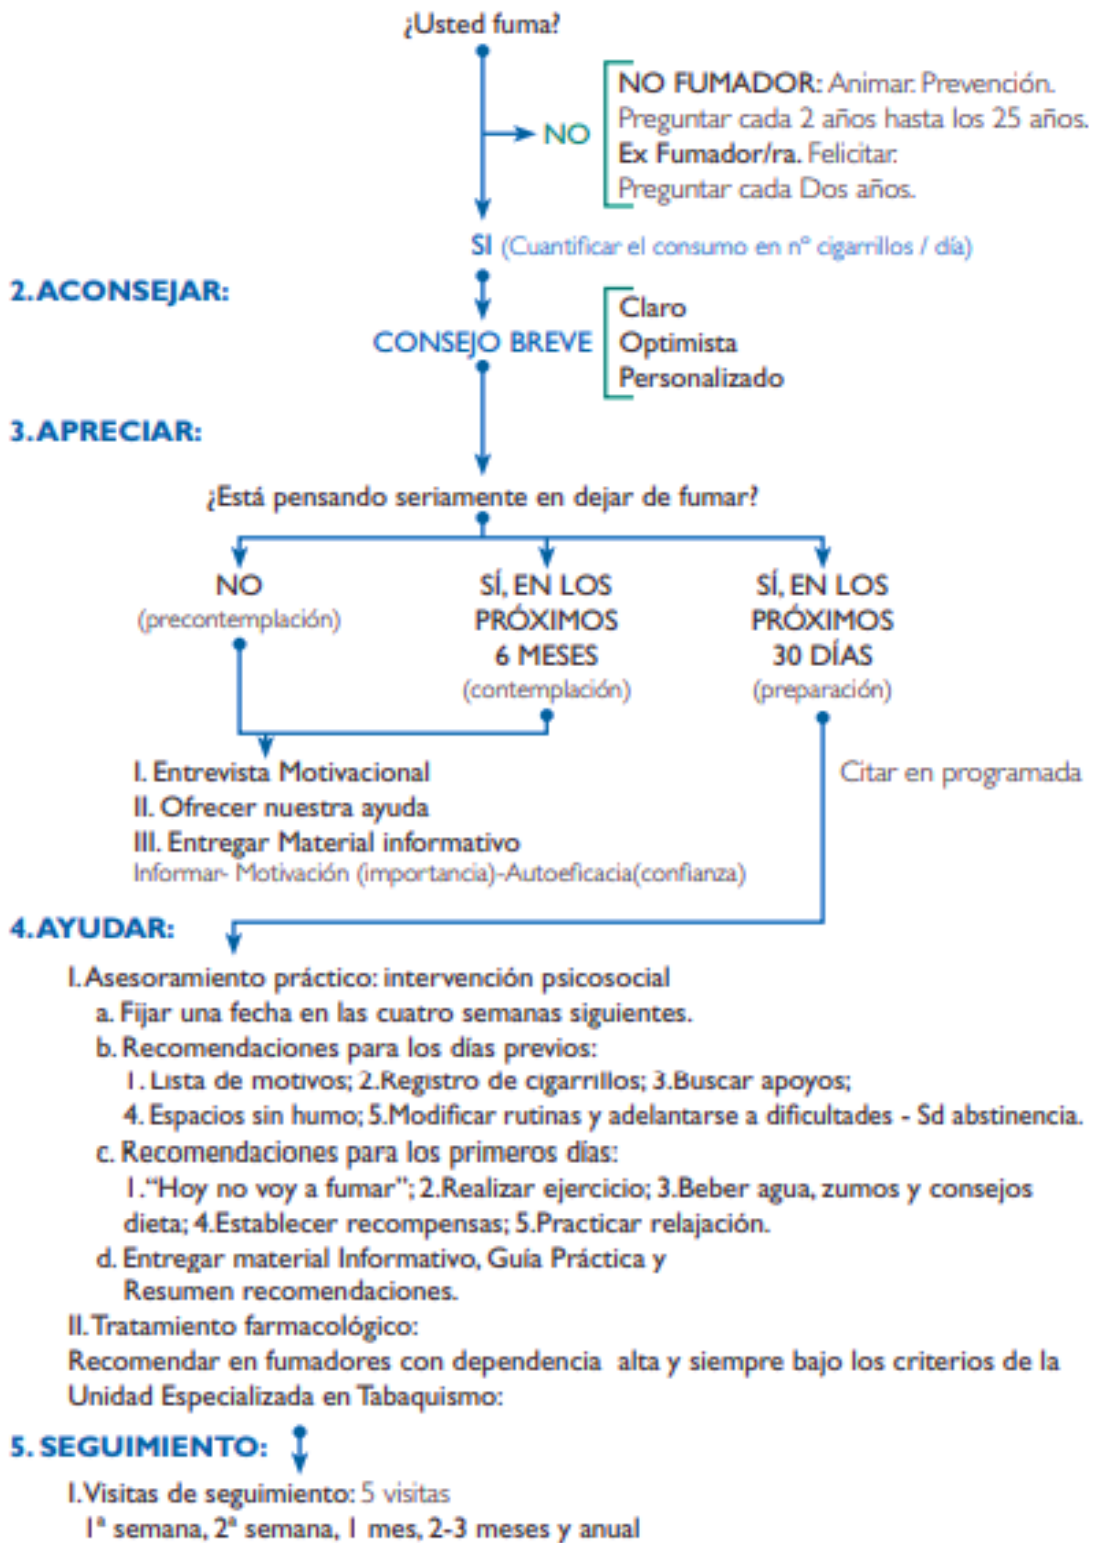 ¿Usted fuma?
NO FUMADOR: Animar. Prevención.
Preguntar cada 2 años hasta los 25 años.
NO
Ex Fumador/ra. Felicitar.
Preguntar cada Dos años.
SI (Cuantificar el consumo en nº cigarrillos / día)
2. ACONSEJAR:
CONSEJO BREVE
Claro
Optimista
Personalizado
3. APRECIAR:
¿Está pensando seriamente en dejar de fumar?
NO
(precontemplación)
SÍ, EN LOS
PRÓXIMOS
6 MESES
(contemplación)
SÍ, EN LOS
PRÓXIMOS
30 DÍAS
(preparación)
I. Entrevista Motivacional
II. Ofrecer nuestra ayuda
III. Entregar Material informativo
Informar- Motivación (importancia)-Autoeficacia(confianza)
Citar en programada
4. AYUDAR:
I. Asesoramiento práctico: intervención psicosocial
a. Fijar una fecha en las cuatro semanas siguientes.
b. Recomendaciones para los días previos:
1. Lista de motivos; 2.Registro de cigarrillos; 3.Buscar apoyos;
4. Espacios sin humo; 5.Modificar rutinas y adelantarse a dificultades - Sd abstinencia.
c. Recomendaciones para los primeros días:
1.“Hoy no voy a fumar”; 2.Realizar ejercicio; 3.Beber agua, zumos y consejos
dieta; 4.Establecer recompensas; 5.Practicar relajación.
d. Entregar material Informativo, Guía Práctica y
Resumen recomendaciones.
II. Tratamiento farmacológico:
Recomendar en fumadores con dependencia alta y siempre bajo los criterios de la
Unidad Especializada en Tabaquismo:
5. SEGUIMIENTO:
I. Visitas de seguimiento: 5 visitas
1ª semana, 2ª semana, 1 mes, 2-3 meses y anual